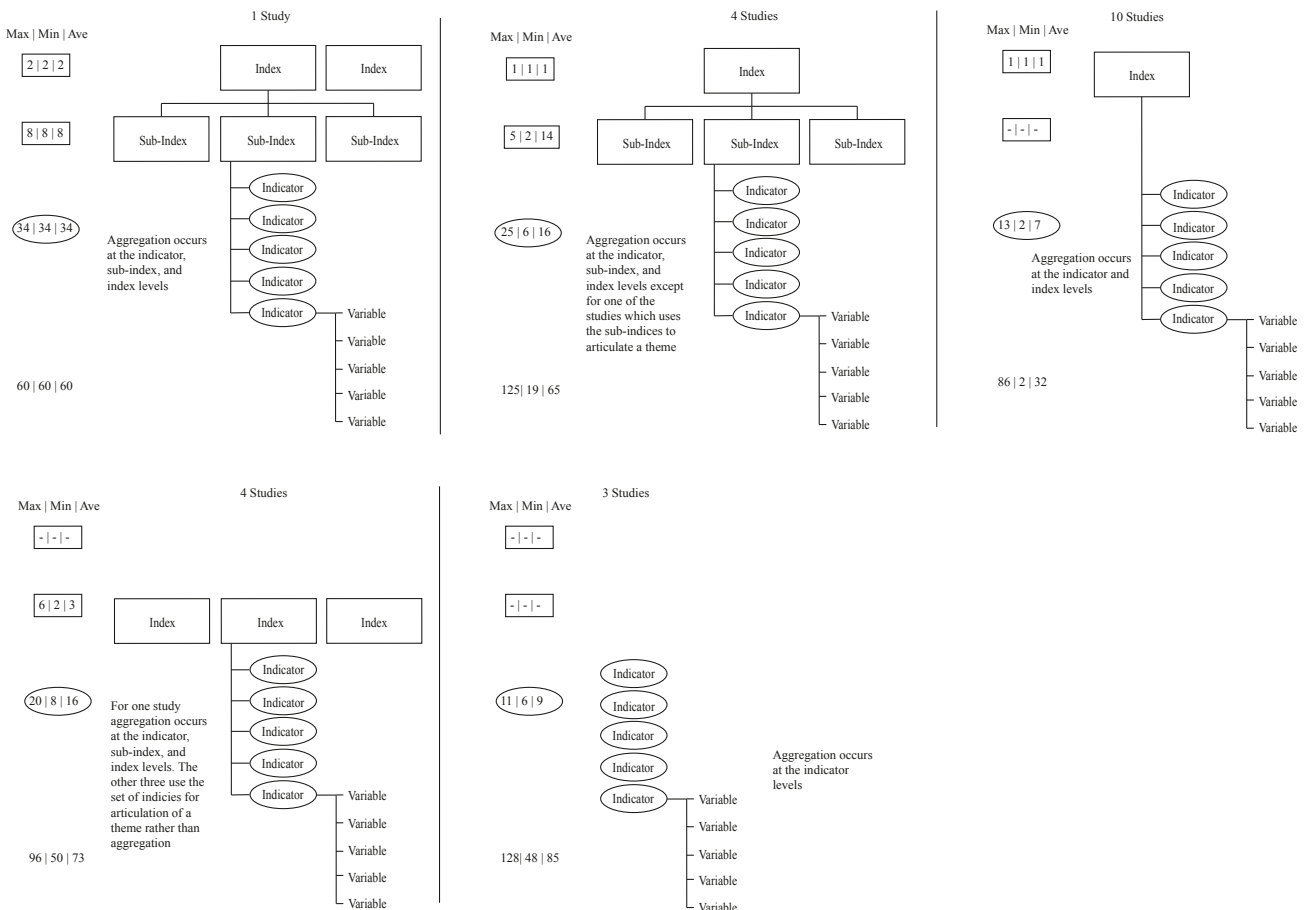 1 Study
Max | Min | Ave
2 | 2 | 2
Index
Index
8 | 8 | 8
Sub-Index
Sub-Index
Sub-Index
Indicator
Indicator
34 | 34 | 34
Aggregation occurs
at the indicator,
sub-index, and
index levels
Indicator
Indicator
Indicator
Variable
Variable
Variable
Variable
Variable
60 | 60 | 60
4 Studies
Max | Min | Ave
1 | 1 | 1
Index
5 | 2 | 14
Sub-Index
Sub-Index
Sub-Index
Indicator
Indicator
25 | 6 | 16
Aggregation occurs
at the indicator,
sub-index, and
index levels except
for one of the
studies which uses
the sub-indices to
articulate a theme
Indicator
Indicator
Indicator
Variable
Variable
Variable
Variable
Variable
125| 19 | 65
10 Studies
Max | Min | Ave
1 | 1 | 1
Index
- | - | -
Indicator
Indicator
13 | 2 | 7
Aggregation occurs
at the indicator and
index levels
Indicator
Indicator
Indicator
Variable
Variable
Variable
Variable
Variable
86 | 2 | 32
4 Studies
Max | Min | Ave
- | - | -
6 | 2 | 3
Index
Index
Index
Indicator
Indicator
20 | 8 | 16
For one study
aggregation occurs
at the indicator,
sub-index, and
index levels. The
other three use the
set of indicies for
articulation of a
theme rather than
aggregation
Indicator
Indicator
Indicator
Variable
Variable
Variable
Variable
Variable
96 | 50 | 73
3 Studies
Max | Min | Ave
- | - | -
- | - | -
Indicator
Indicator
11 | 6 | 9
Indicator
Indicator
Indicator
Aggregation occurs
at the indicator
levels
Variable
Variable
Variable
Variable
Variable
128| 48 | 85